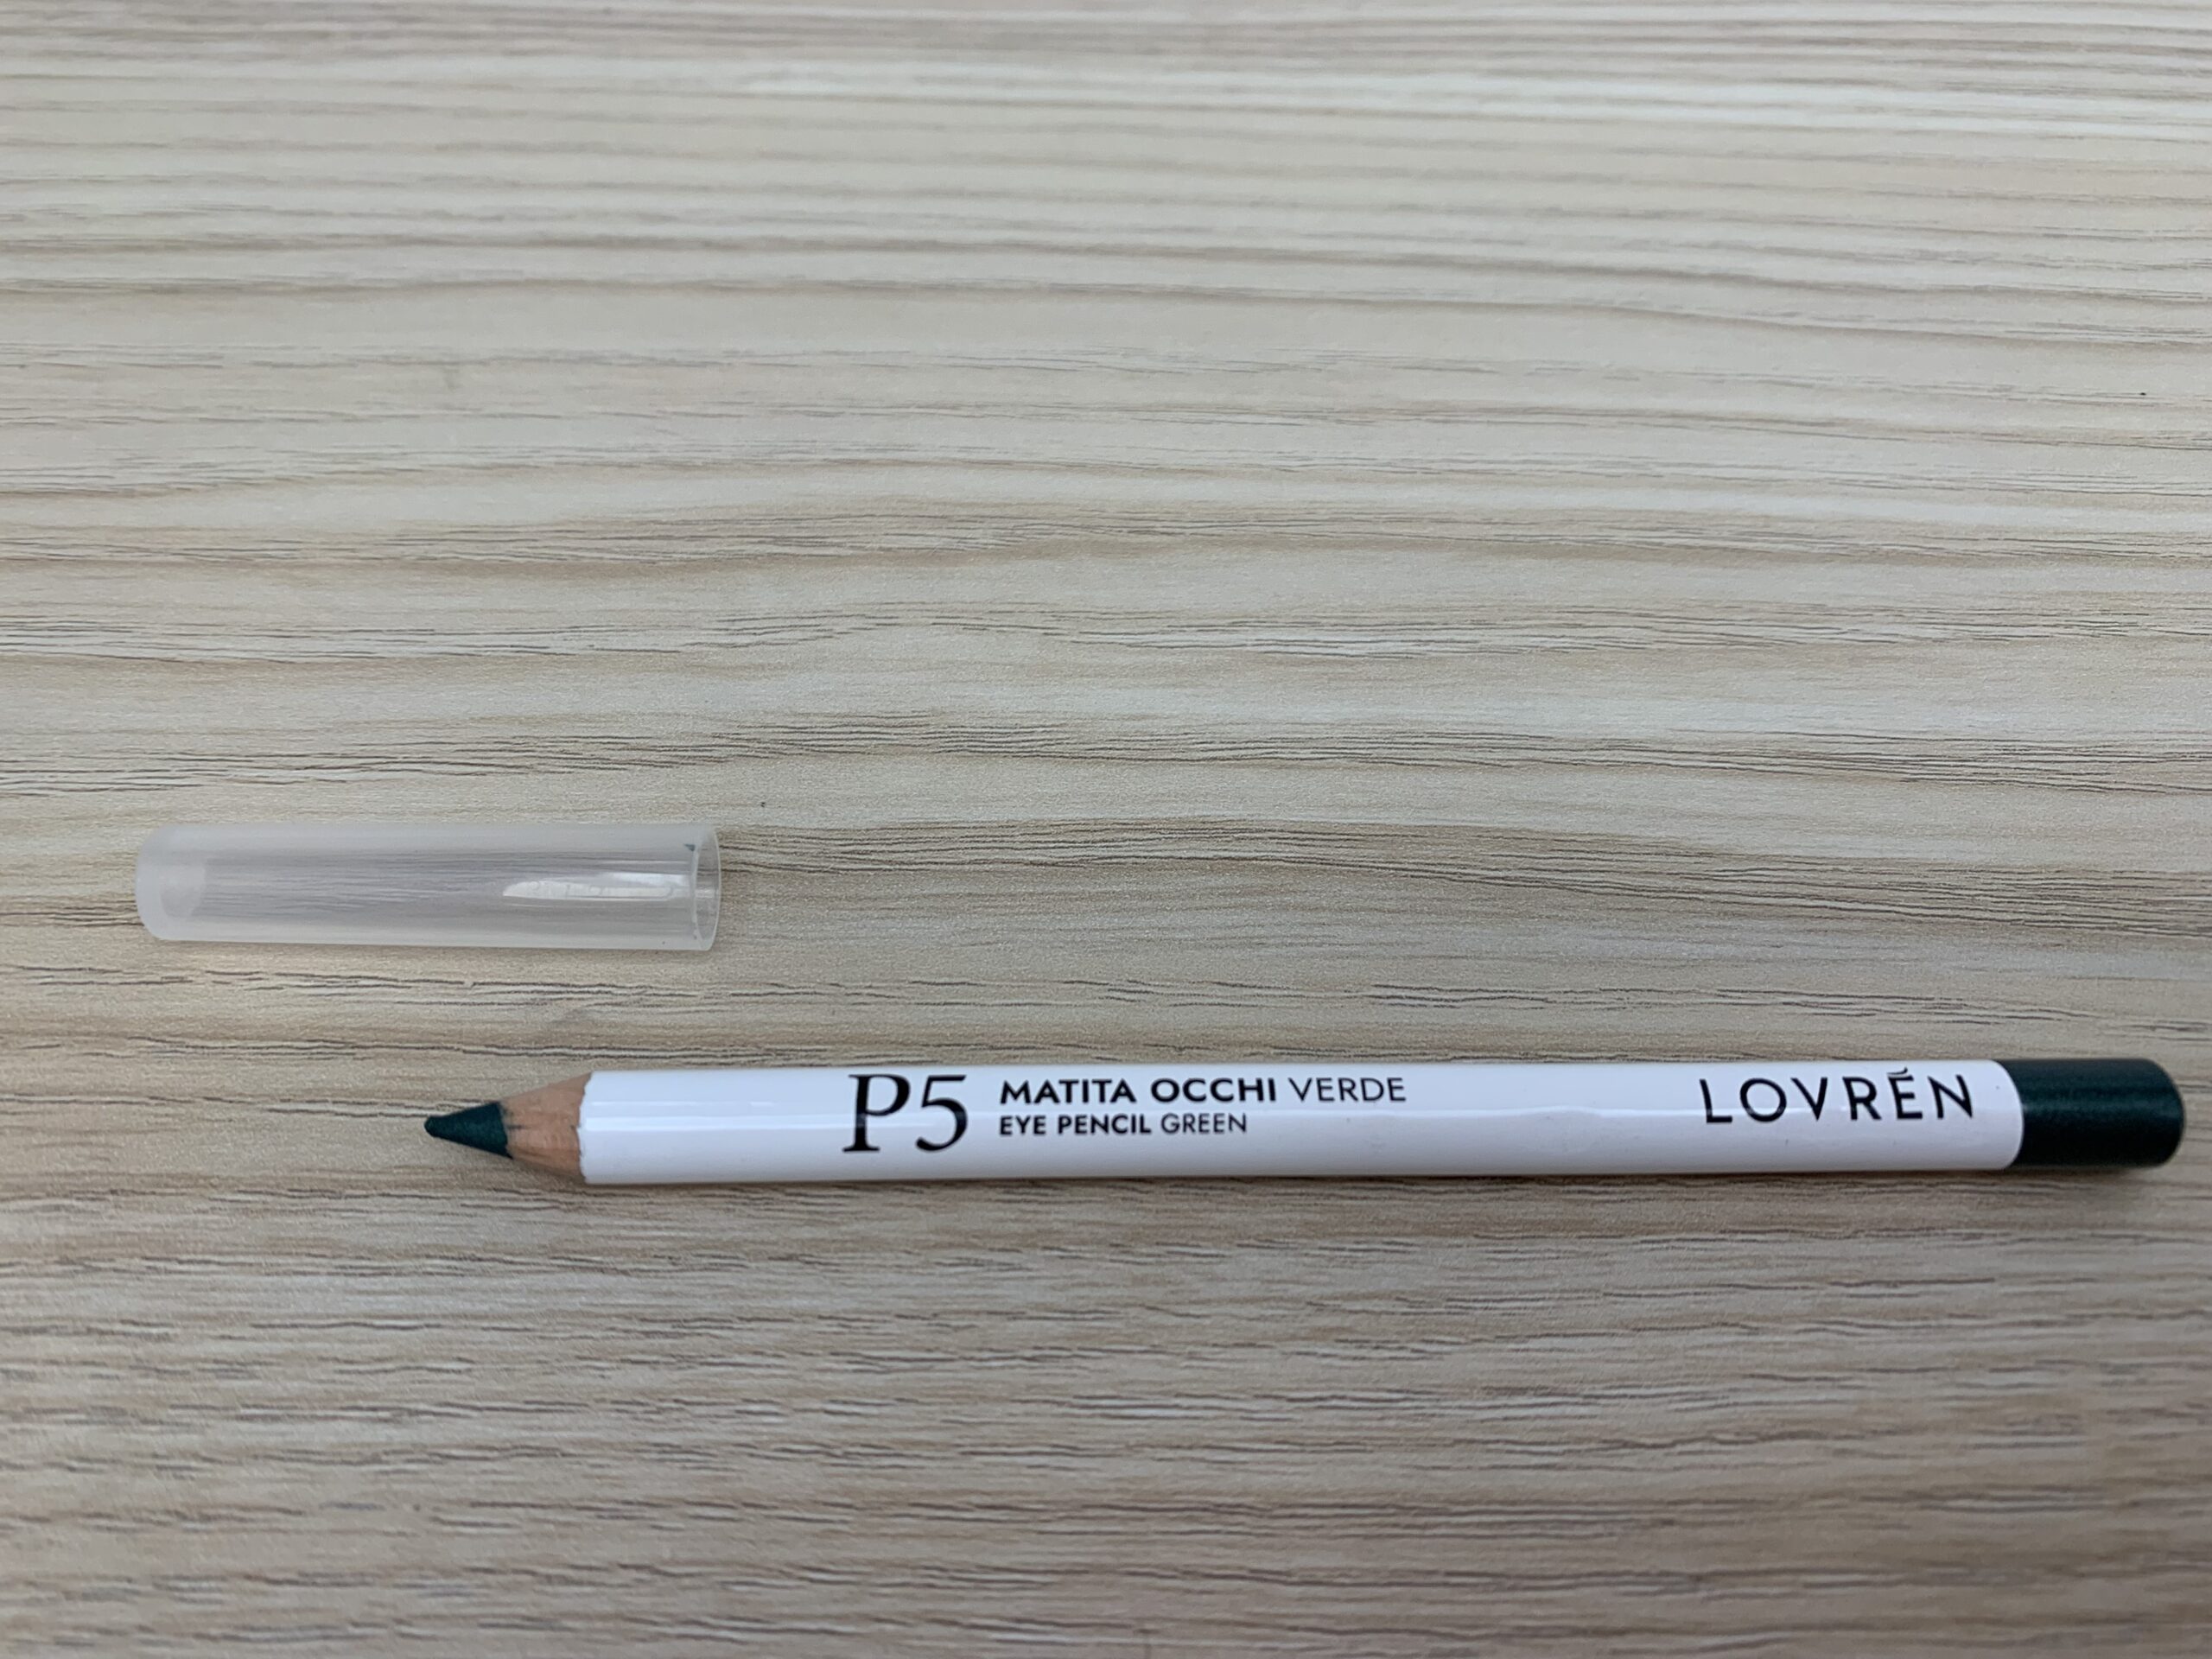 P5
MATITA OCCHI VERDE
EYE PENCIL GREEN
LOVRÉN